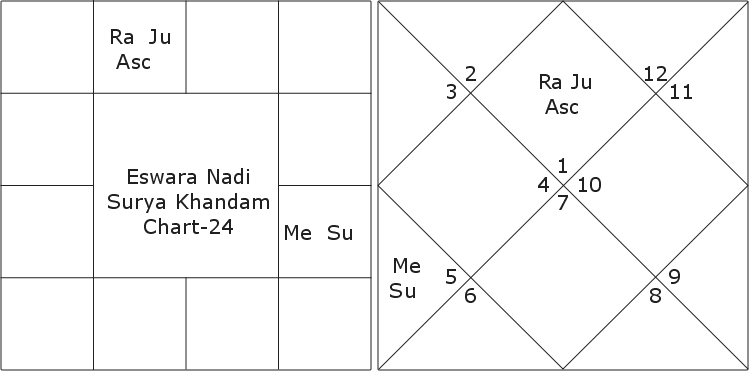 Ra Ju
Asc
Eswara Nadi
Surya Khandam
Chart-24
Me Su
2
12
3
Ra Ju
11
Asc
1
4
10
7
Me
5
9
Su
6
8